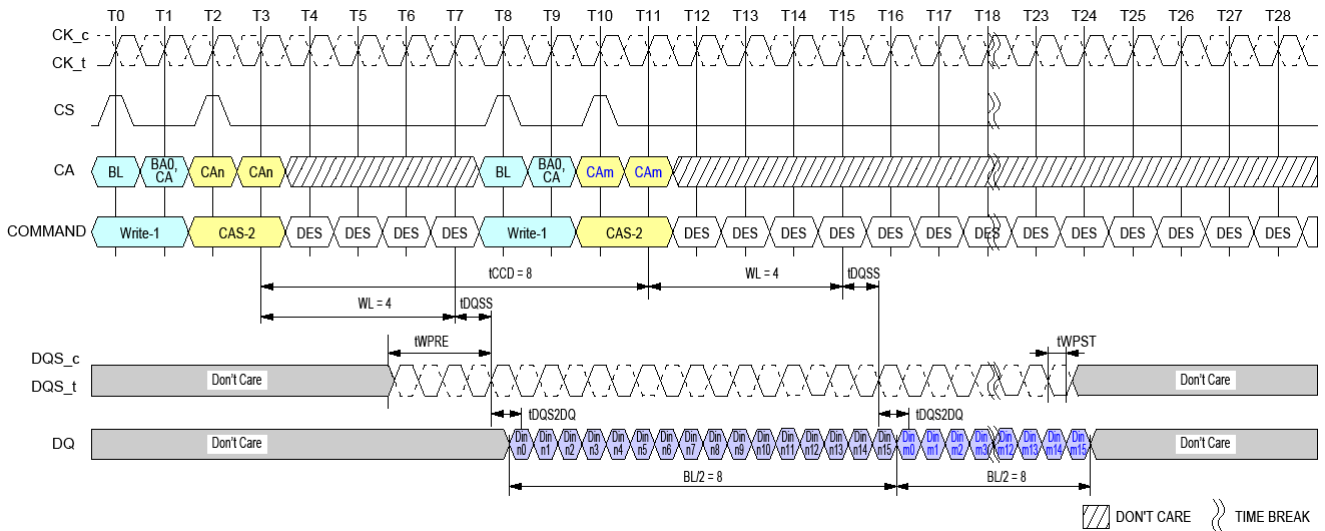 T0 T1 T2 T3 T4 T5 T6 T7 T8 T9 T10 T11 T12 T13 T14 T15 T16 T17 T18 T23 T24 T25 T26 T27 T28
CK_c
CK_t
CS
CA BL BA0, CA CAn CAn BL BA0, CA CAm CAm
COMMAND Write-1 CAS-2 DES DES DES DES Write-1 CAS-2 DES DES DES DES DES DES DES DES DES DES DES DES DES
tCCD = 8 WL = 4 tDQSS
WL = 4 tDQSS
tWPRE tWPST
DQS_c
DQS_t
Don't Care Don't Care
tDQS2DQ tDQS2DQ
DQ Don't Care Din n0 Din n1 Din n2 Din n3 Din n4 Din n5 Din n6 Din n7 Din n8 Din n9 Din n10 Din n11 Din n12 Din n13 Din n14 Din n15 Din m0 Din m1 Din m2 Din m3 Din m12 Din m13 Din m14 Din m15 Don't Care
BL/2 = 8 BL/2 = 8
DON'T CARE TIME BREAK